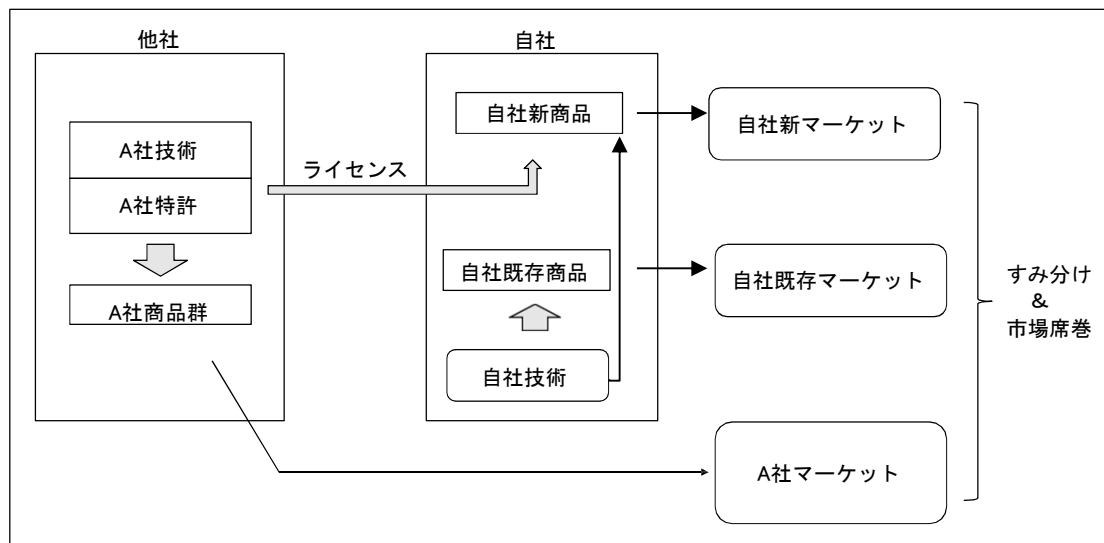 他社
A社技術
A社特許
A社商品群
ライセンス
自社
自社新商品
自社既存商品
自社技術
自社新マーケット
自社既存マーケット
A社マーケット
すみ分け
&
市場席巻